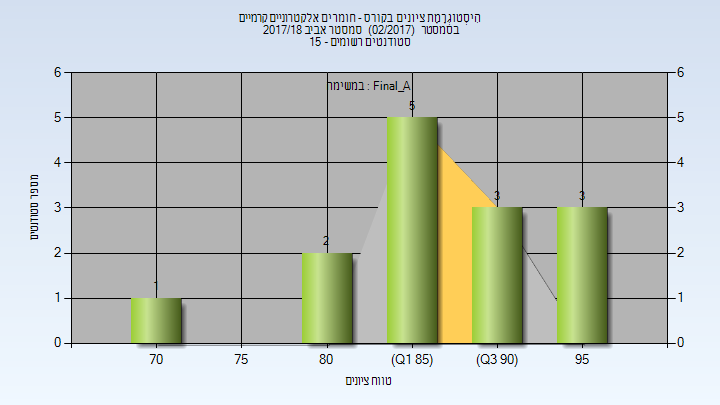 היסטוגרמת ציונים בקורס - חומרים אלקטרוניים קרמיים
בסמסטר (02/2017) סמסטר אביב 2017/18
סטודנטים רשומים - 15
במשימה : Final_A
6 6
5 5
4 4
3 3
2 2
1 1
0 0
1 2 5 3 3
מספר סטודנטים
70 75 80 (Q1 85) (Q3 90) 95
טווח ציונים